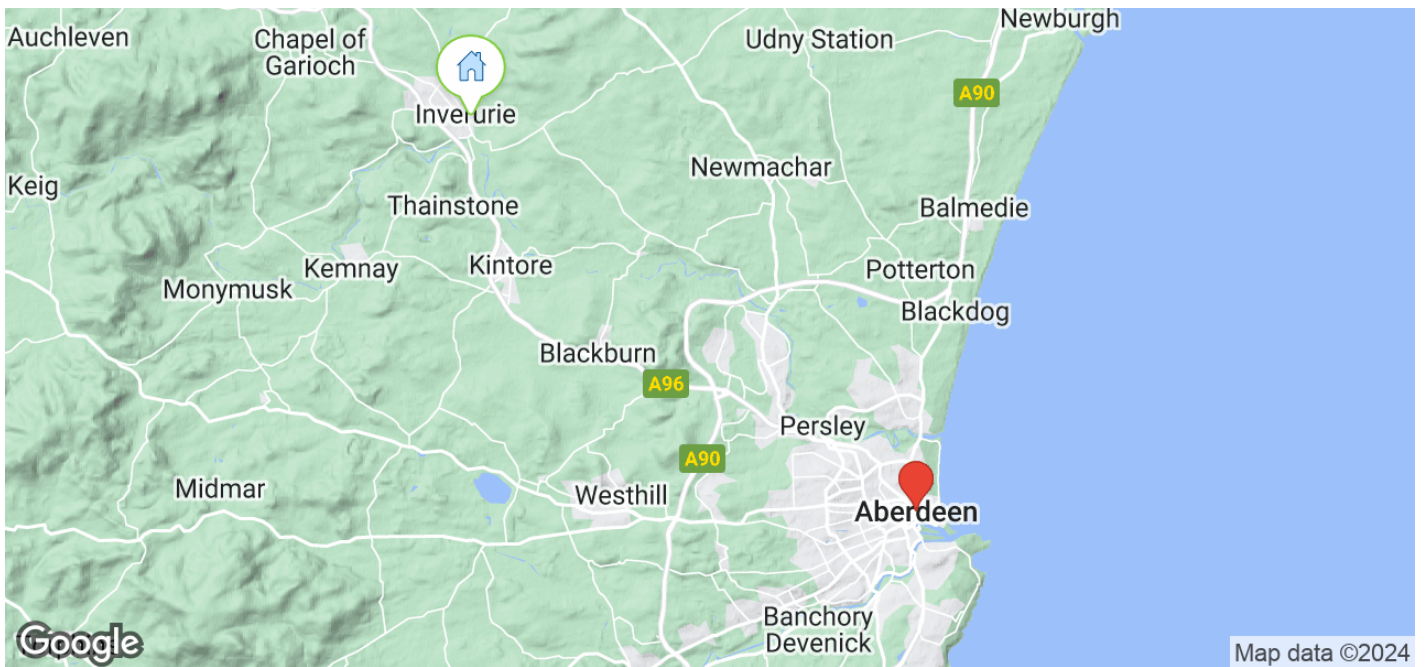 Newburgh
Auchleven
Chapel of
Garioch
Udny Station
A90
Inverurie
Newmachar
Keig
Thainstone
Balmedie
Kemnay
Kintore
Potterton
Monymusk
Blackdog
Blackburn
A96
Persley
A90
Midmar
Westhill
Aberdeen
Banchory
Devenick
Google
Map data ©2024